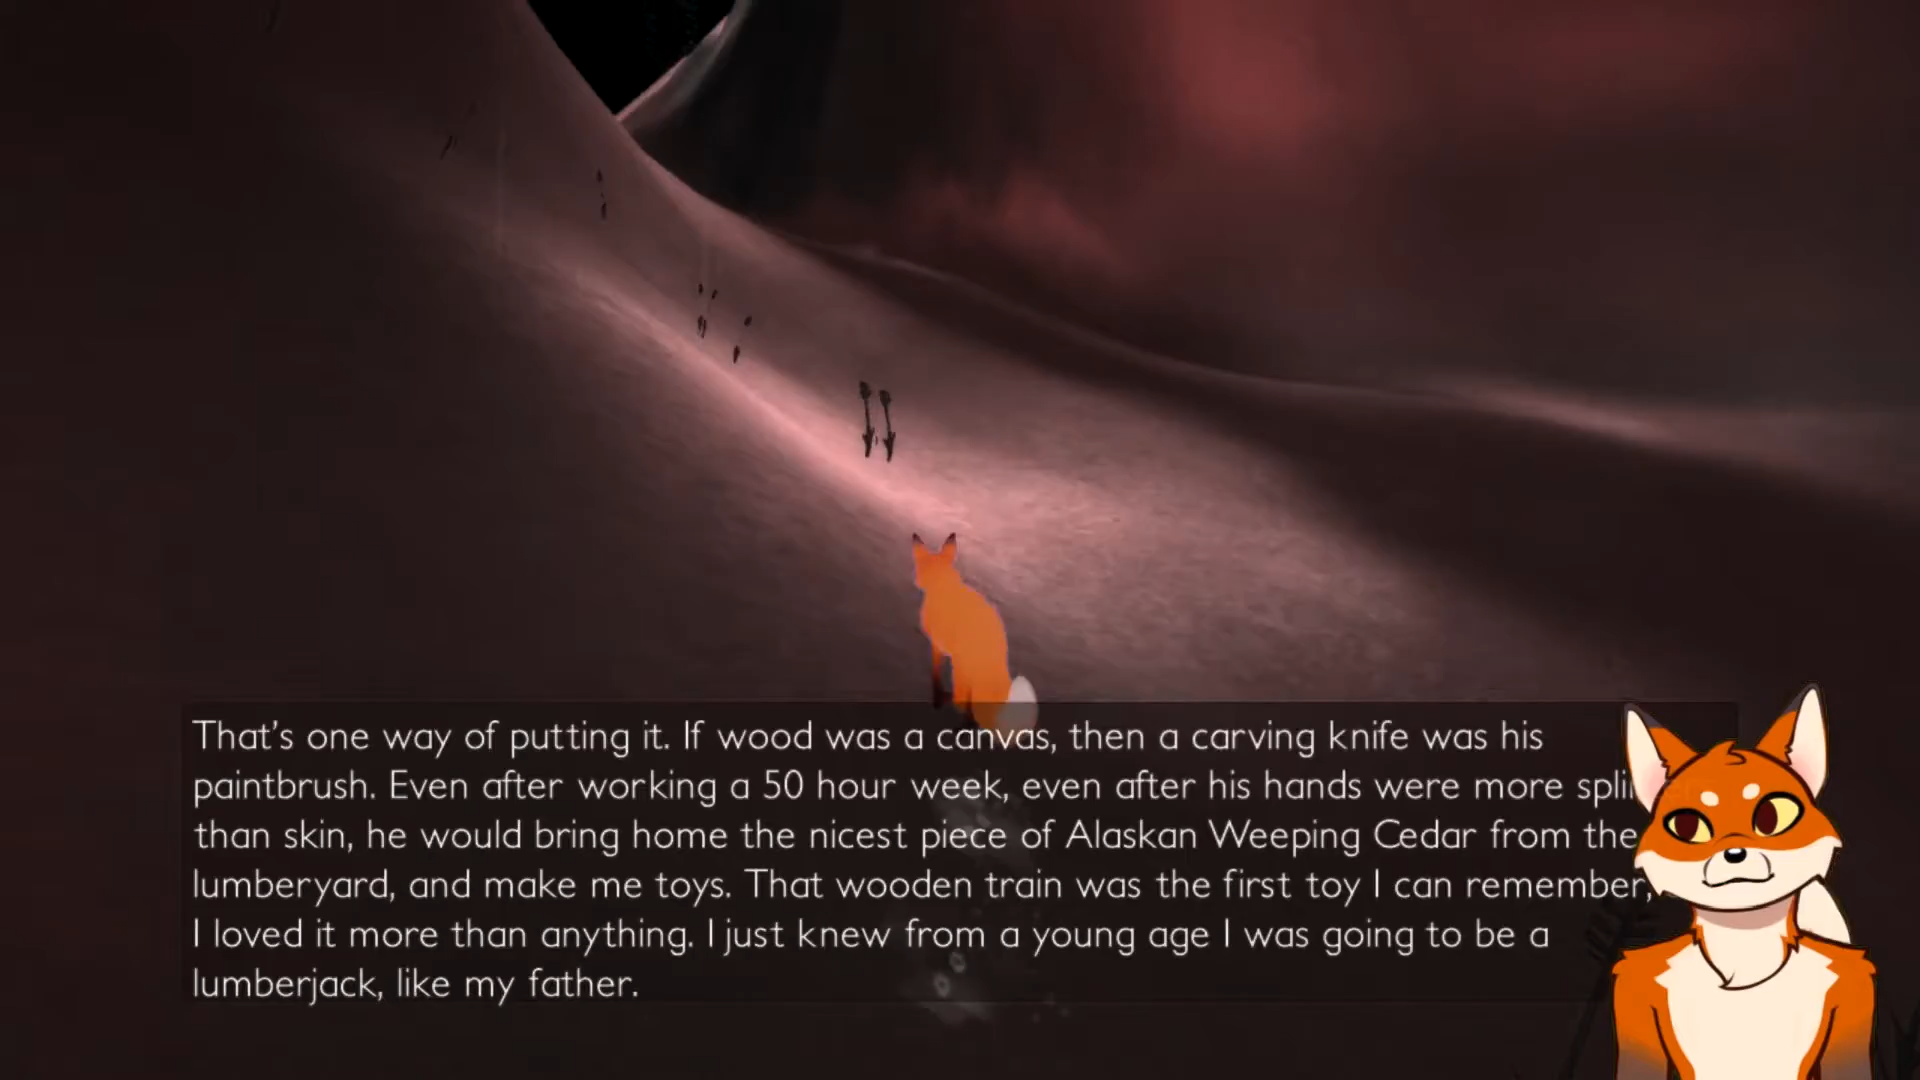 That's one way of putting it. If wood was a canvas, then a carving knife was his
paintbrush. Even after working a 50 hour week, even after his hands were more
than skin, he would bring home the nicest piece of Alaskan Weeping Cedar from the
lumberyard, and make me toys. That wooden train was the first toy I can remember,
I loved it more than anything. I just knew from a young age I was going to be a
lumberjack, like my father.